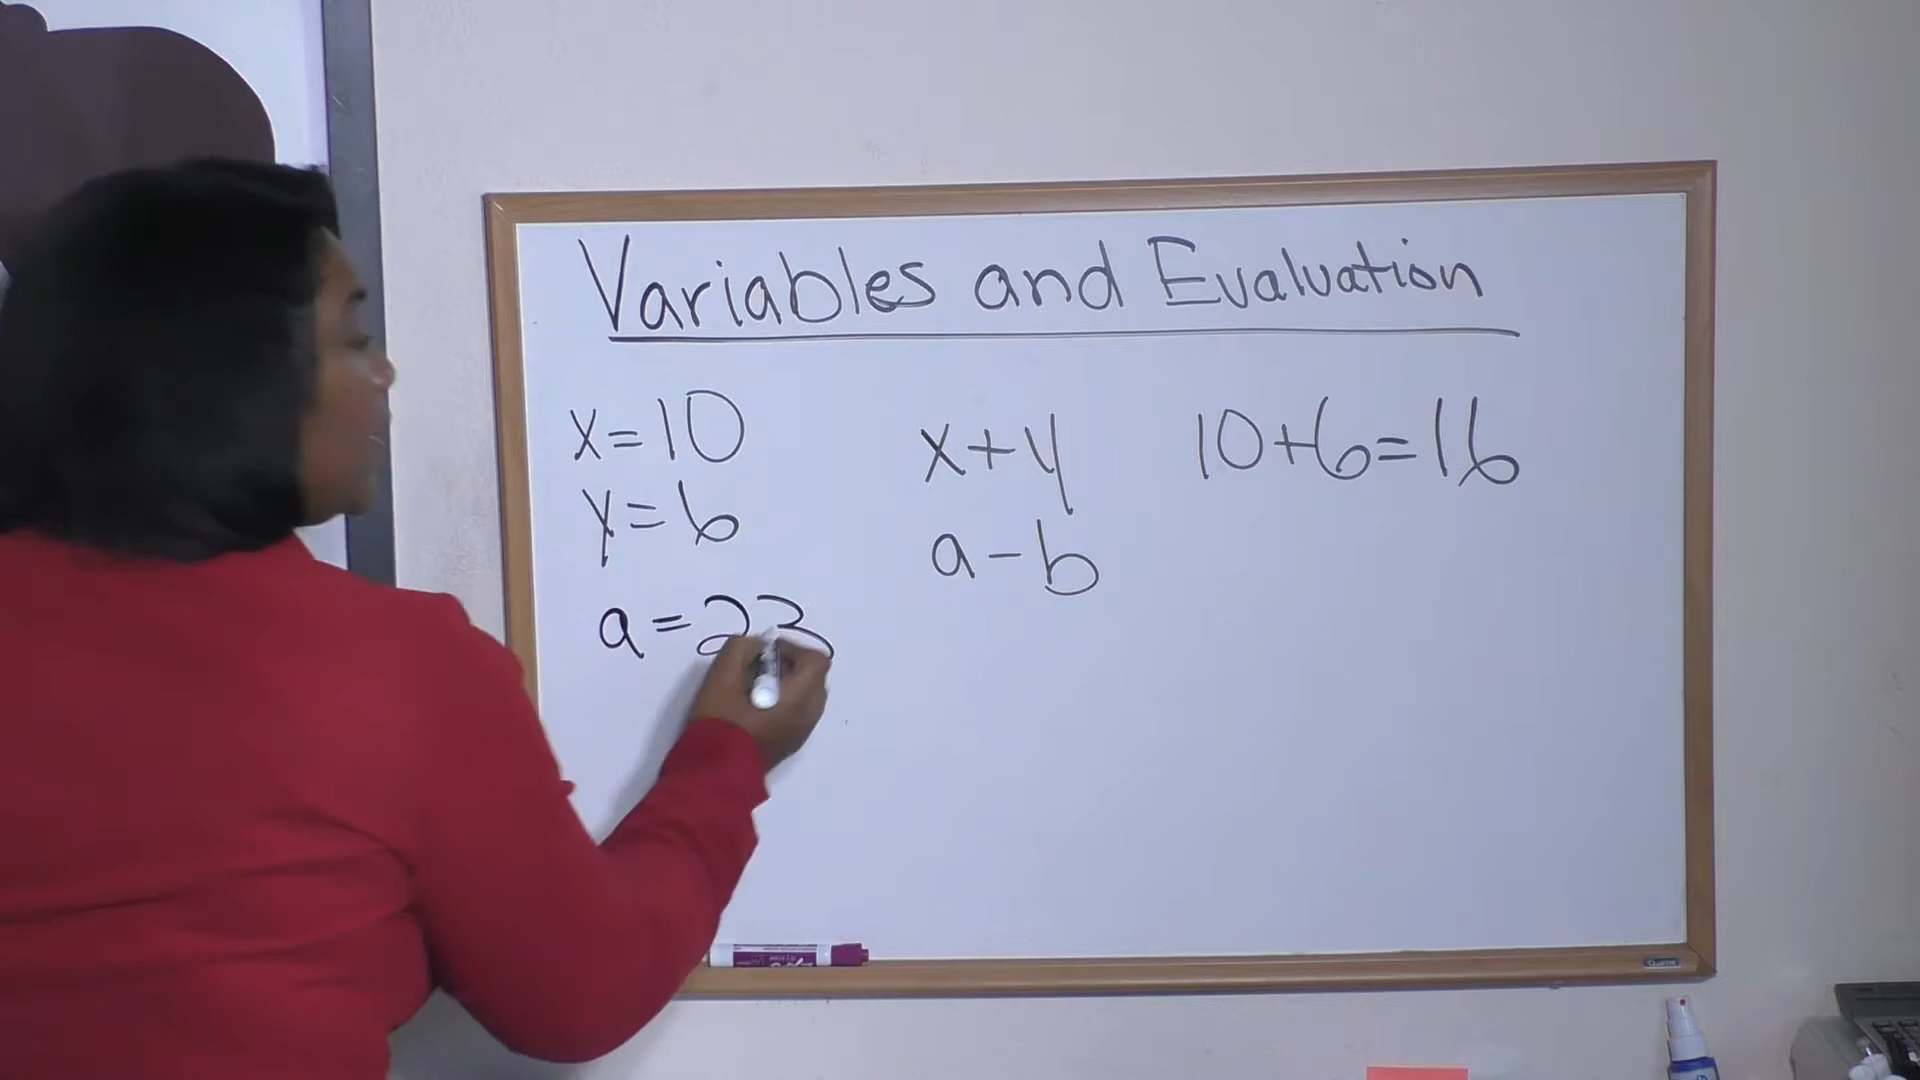 Variables and Evaluation
x=10
x+y
10+6=16
y=6
a-b
a=23